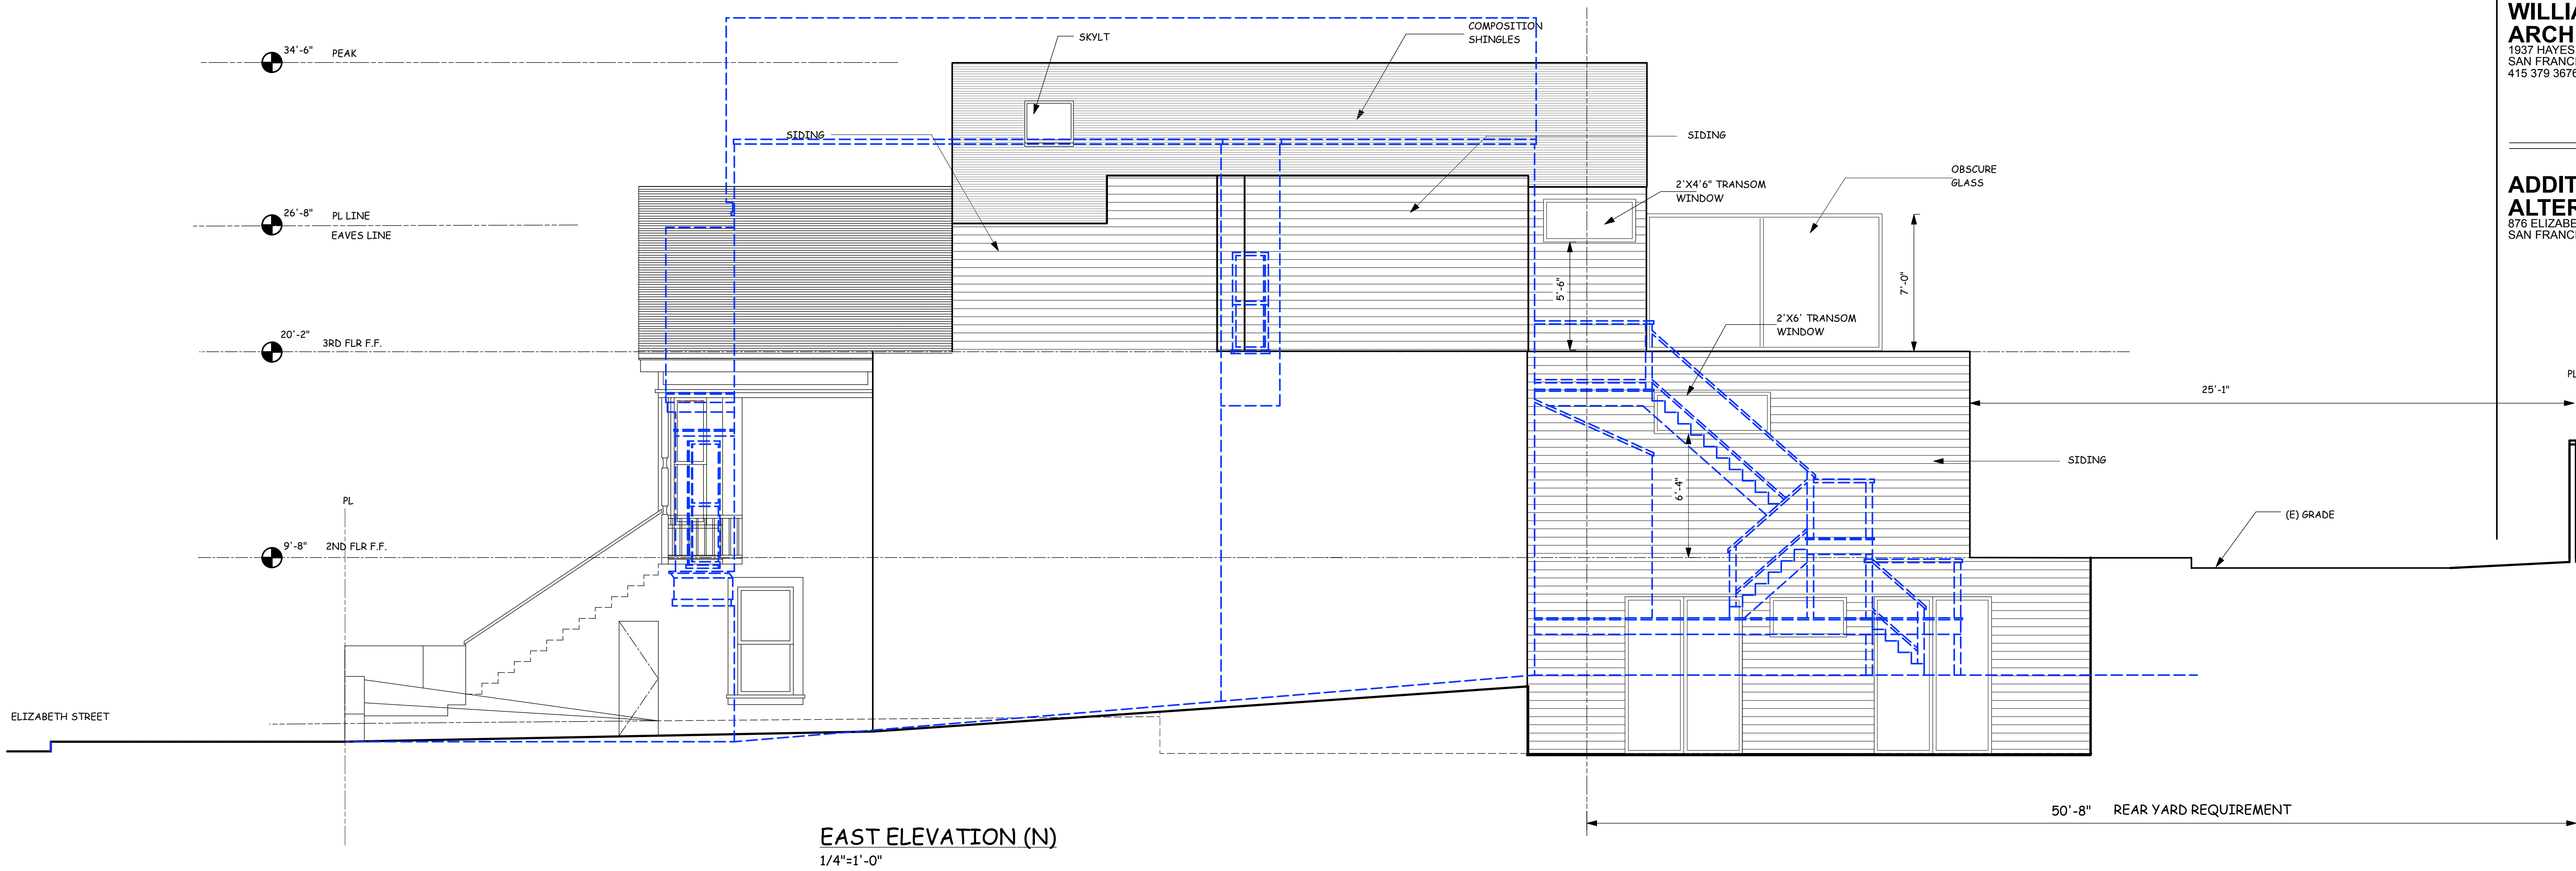 34'-6" PEAK
SKYLT
COMPOSITION
SHINGLES
SIDING
SIDING
26'-8" PL LINE
EAVES LINE
2'X4'6" TRANSOM
WINDOW
OBSCURE
GLASS
5'-6"
7'-0"
20'-2" 3RD FLR F.F.
2'X6' TRANSOM
WINDOW
25'-1"
SIDING
6'-4"
PL
9'-8" 2ND FLR F.F.
(E) GRADE
ELIZABETH STREET
50'-8" REAR YARD REQUIREMENT
EAST ELEVATION (N)
1/4"=1'-0"
WILLIA
ARCH
1937 HAYES
SAN FRANC
415 379 3676
ADDIT
ALTER
876 ELIZABE
SAN FRANC